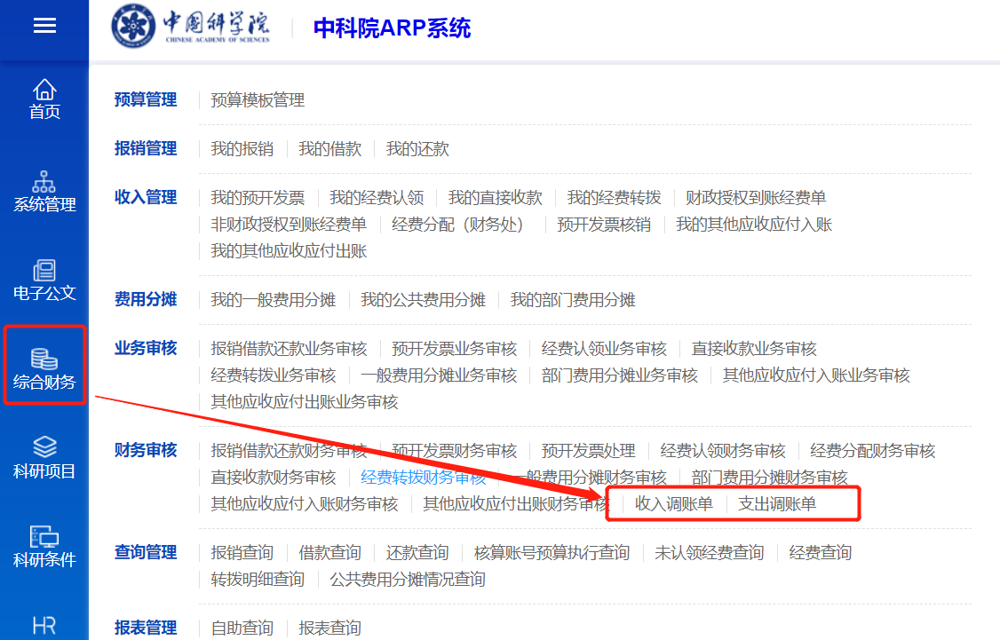 中国科学院
CHINESE ACADEMY OF SCIENCES
中科院ARP系统
首页
系统管理
电子公文
综合财务
科研项目
科研条件
HR
预算管理 预算模板管理
报销管理 我的报销 我的借款 我的还款
收入管理 我的预开发票 我的经费认领 我的直接收款 我的经费转拨 财政授权到账经费单
非财政授权到账经费单 经费分配（财务处） 预开发票核销 我的其他应收应付入账
我的其他应收应付出账
费用分摊 我的一般费用分摊 我的公共费用分摊 我的部门费用分摊
业务审核 报销借款还款业务审核 预开发票业务审核 经费认领业务审核 直接收款业务审核
经费转拨业务审核 一般费用分摊业务审核 部门费用分摊业务审核 其他应收应付入账业务审核
其他应收应付出账业务审核
财务审核 报销借款还款财务审核 预开发票财务审核 预开发票处理 经费认领财务审核 经费分配财务审核
直接收款财务审核 经费转拨财务审核 一般费用分摊财务审核 部门费用分摊财务审核
其他应收应付入账财务审核 其他应收应付出账财务审核 收入调账单 支出调账单
查询管理 报销查询 借款查询 还款查询 核算账号预算执行查询 未认领经费查询 经费查询
转拨明细查询 公共费用分摊情况查询
报表管理 自助查询 报表查询